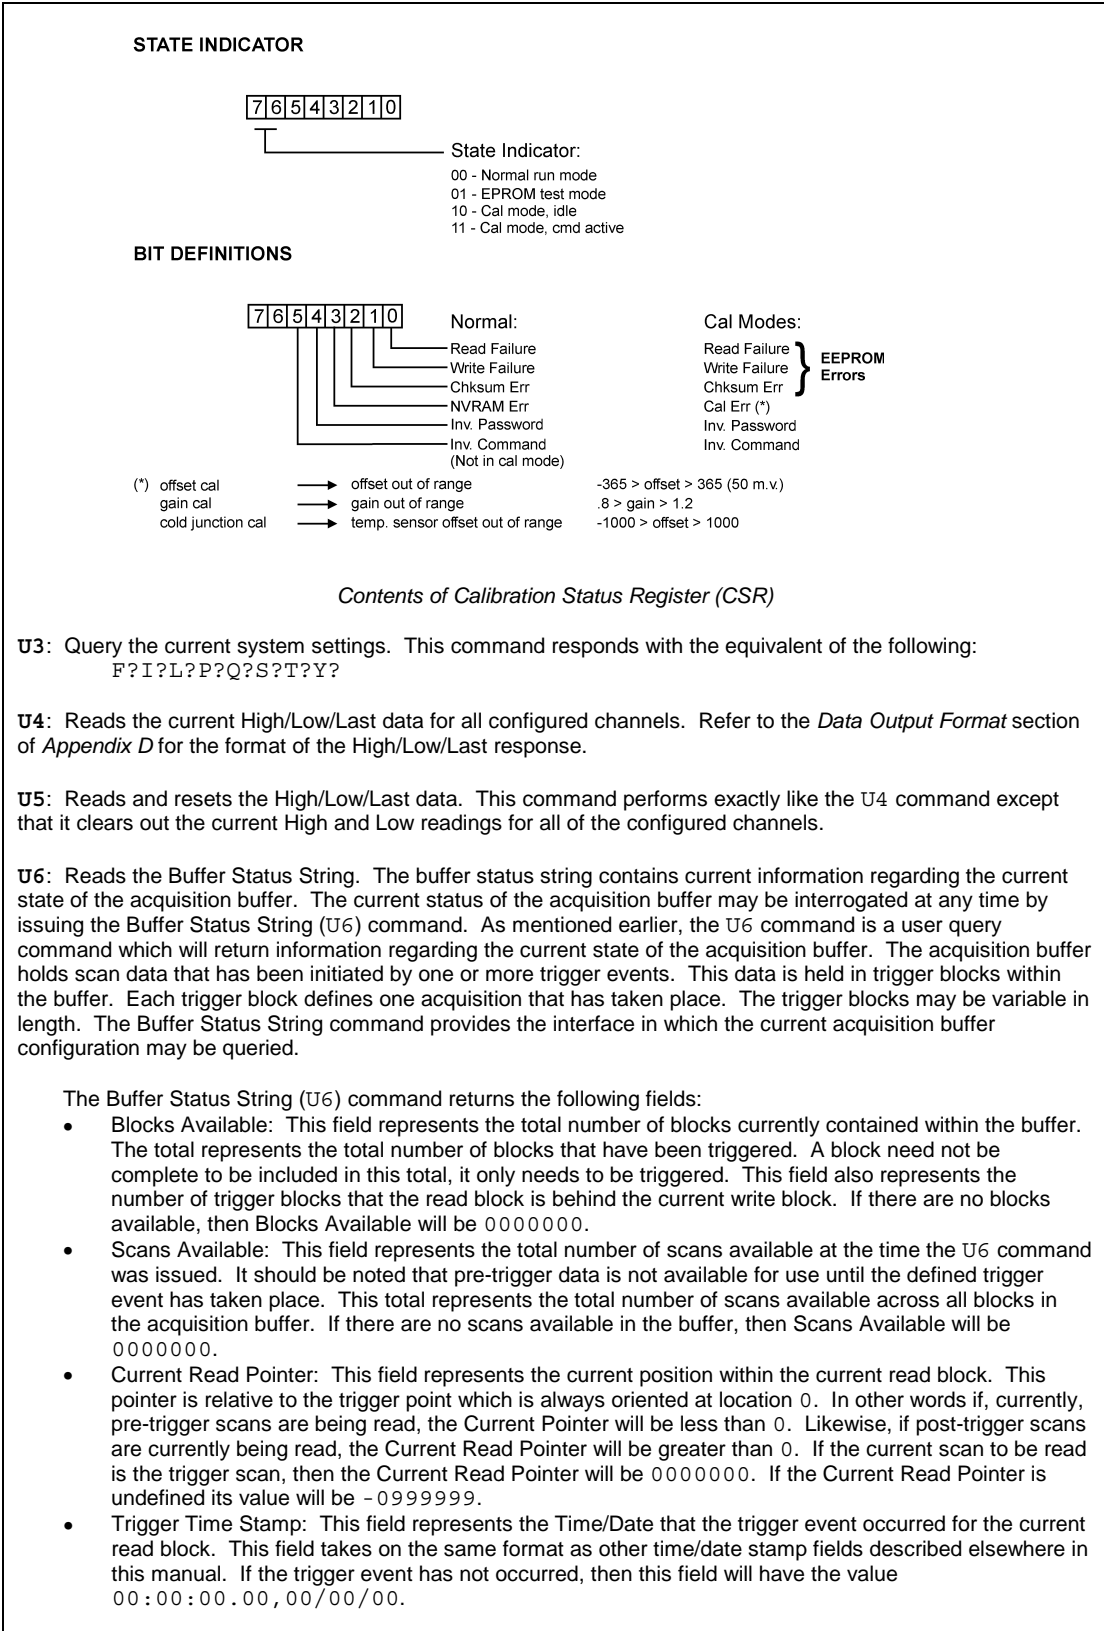 STATE INDICATOR
7 6 5 4 3 2 1 0
State Indicator:
00 - Normal run mode
01 - EPROM test mode
10 - Cal mode, idle
11 - Cal mode, cmd active
BIT DEFINITIONS
7 6 5 4 3 2 1 0 Normal: Cal Modes:
Read Failure Read Failure
Write Failure Write Failure
Chksum Err Chksum Err
EEPROM
Errors
NVRAM Err Cal Err (*)
Inv. Password Inv. Password
Inv. Command Inv. Command
(Not in cal mode)
(*) offset cal → offset out of range -365 > offset > 365 (50 m.v.)
gain cal → gain out of range .8 > gain > 1.2
cold junction cal → temp. sensor offset out of range -1000 > offset > 1000
Contents of Calibration Status Register (CSR)
U3: Query the current system settings. This command responds with the equivalent of the following:
F?I?L?P?Q?S?T?Y?
U4: Reads the current High/Low/Last data for all configured channels. Refer to the Data Output Format section
of Appendix D for the format of the High/Low/Last response.
U5: Reads and resets the High/Low/Last data. This command performs exactly like the U4 command except
that it clears out the current High and Low readings for all of the configured channels.
U6: Reads the Buffer Status String. The buffer status string contains current information regarding the current
state of the acquisition buffer. The current status of the acquisition buffer may be interrogated at any time by
issuing the Buffer Status String (U6) command. As mentioned earlier, the U6 command is a user query
command which will return information regarding the current state of the acquisition buffer. The acquisition buffer
holds scan data that has been initiated by one or more trigger events. This data is held in trigger blocks within
the buffer. Each trigger block defines one acquisition that has taken place. The trigger blocks may be variable in
length. The Buffer Status String command provides the interface in which the current acquisition buffer
configuration may be queried.
The Buffer Status String (U6) command returns the following fields:
• Blocks Available: This field represents the total number of blocks currently contained within the buffer.
The total represents the total number of blocks that have been triggered. A block need not be
complete to be included in this total, it only needs to be triggered. This field also represents the
number of trigger blocks that the read block is behind the current write block. If there are no blocks
available, then Blocks Available will be 0000000.
• Scans Available: This field represents the total number of scans available at the time the U6 command
was issued. It should be noted that pre-trigger data is not available for use until the defined trigger
event has taken place. This total represents the total number of scans available across all blocks in
the acquisition buffer. If there are no scans available in the buffer, then Scans Available will be
0000000.
• Current Read Pointer: This field represents the current position within the current read block. This
pointer is relative to the trigger point which is always oriented at location 0. In other words if, currently,
pre-trigger scans are being read, the Current Pointer will be less than 0. Likewise, if post-trigger scans
are currently being read, the Current Read Pointer will be greater than 0. If the current scan to be read
is the trigger scan, then the Current Read Pointer will be 0000000. If the Current Read Pointer is
undefined its value will be -0999999.
• Trigger Time Stamp: This field represents the Time/Date that the trigger event occurred for the current
read block. This field takes on the same format as other time/date stamp fields described elsewhere in
this manual. If the trigger event has not occurred, then this field will have the value
00:00:00.00,00/00/00.